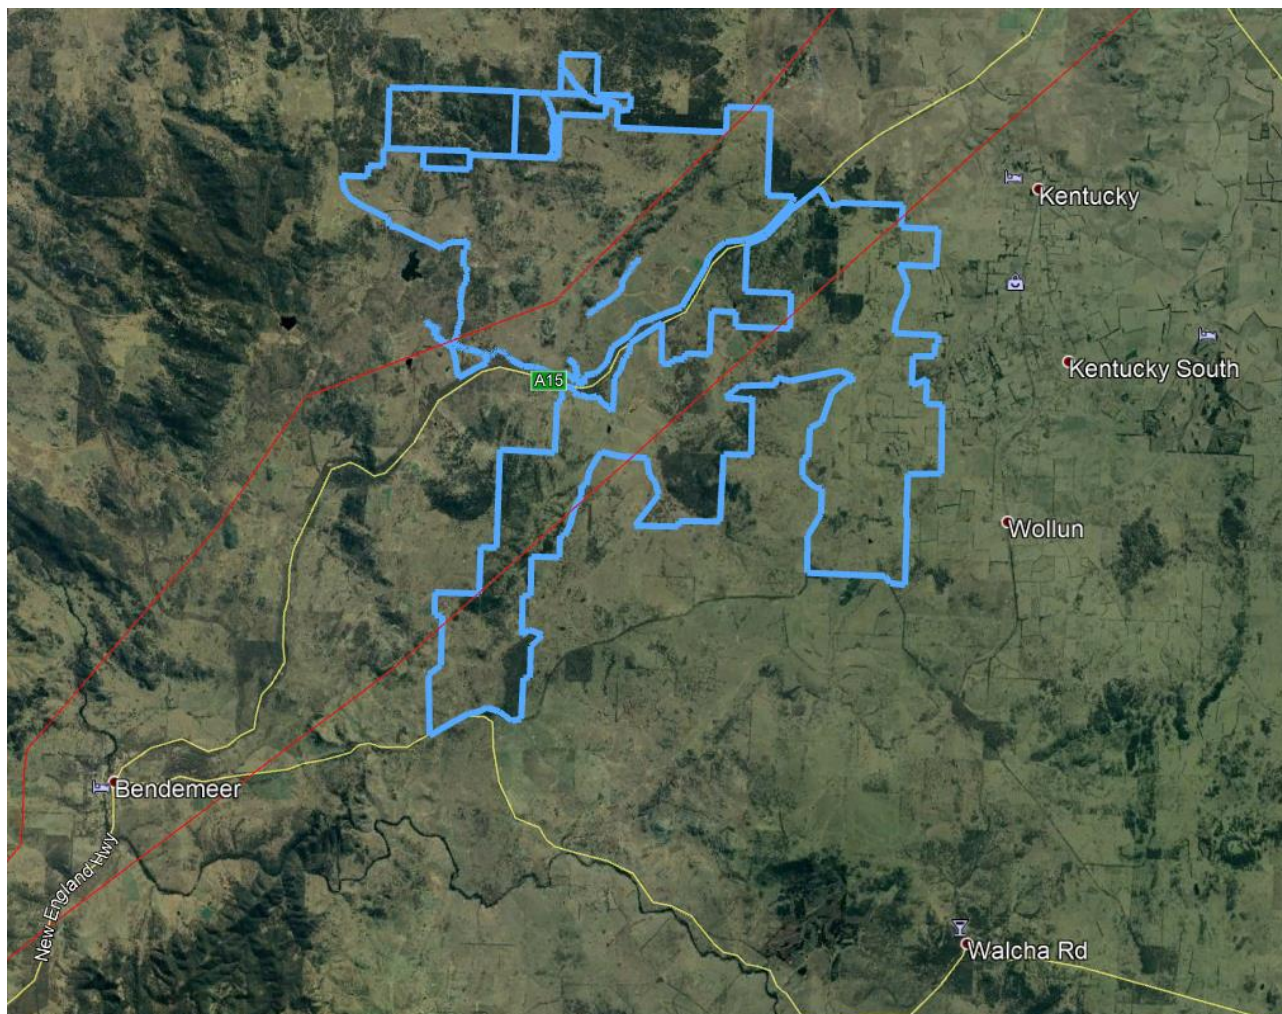 Kentucky
Kentucky South
A15
Wollun
Bendemeer
New England Hwy
Walcha Rd